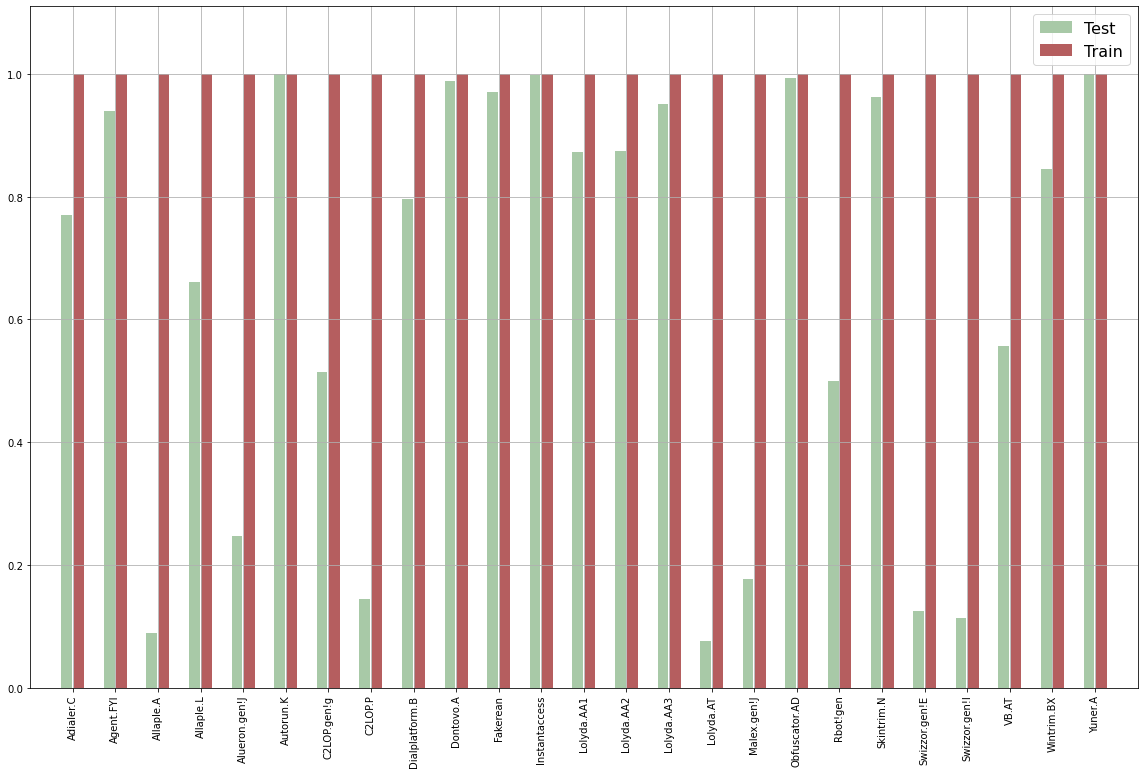 Test
Train
1.0
0.8
0.6
0.4
0.2
0.0
Adialer.C
Agent.FYI
Allaple.A
Allaple.L
Alueron.gen!J
Autorun.K
C2LOP.gen!g
C2LOP.P
Dialplatform.B
Dontovo.A
Fakerean
Instantaccess
Lolyda.AA1
Lolyda.AA2
Lolyda.AA3
Lolyda.AT
Malex.gen!J
Obfuscator.AD
Rbot!gen
Skintrim.N
Swizzor.gen!E
Swizzor.gen!I
VB.AT
Wintrim.BX
Yuner.A